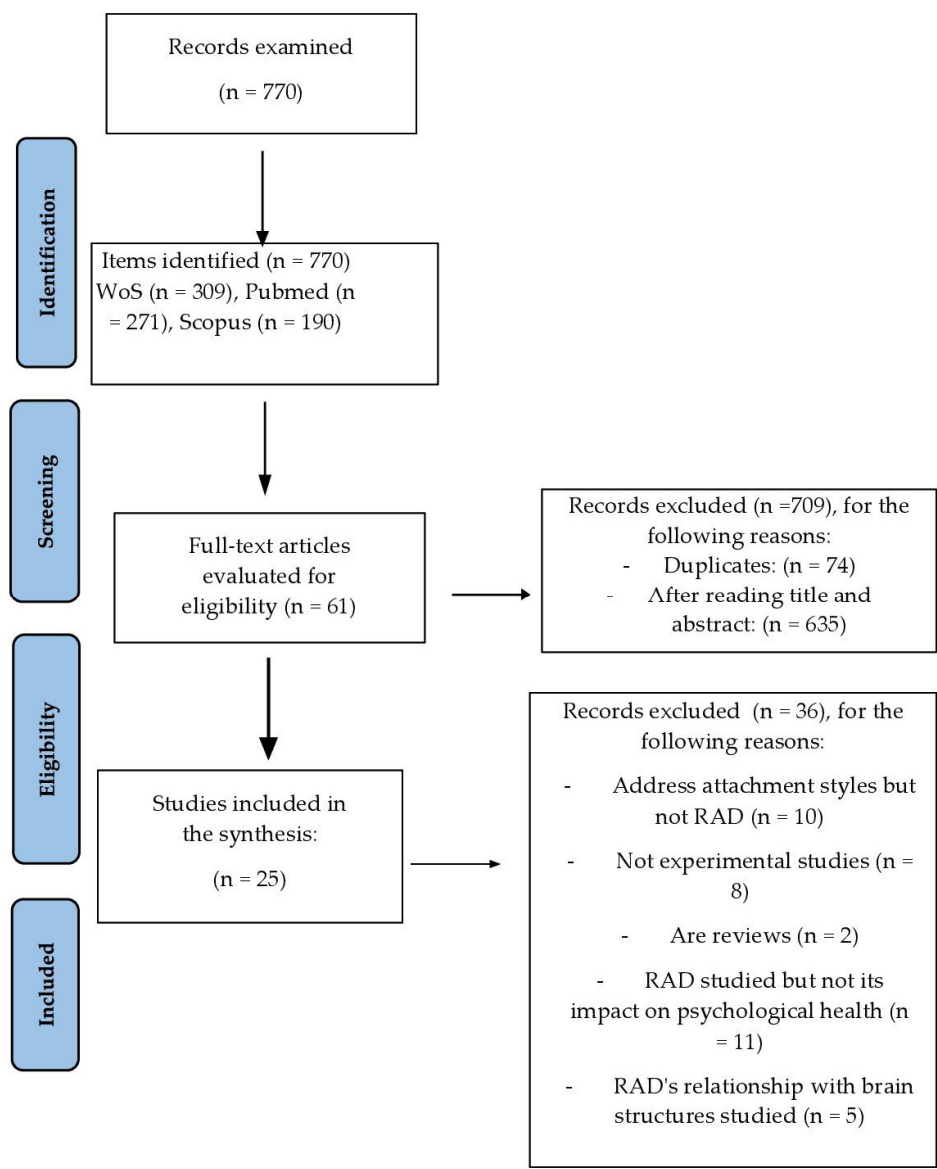 Records examined
(n = 770)
Identification
Items identified (n = 770)
WoS (n = 309), Pubmed (n
= 271), Scopus (n = 190)
Screening
Full-text articles
evaluated for
eligibility (n = 61)
Records excluded (n =709), for the
following reasons:
- Duplicates: (n = 74)
- After reading title and
abstract: (n = 635)
Eligibility
Studies included in
the synthesis:
(n = 25)
Records excluded (n = 36), for the
following reasons:
- Address attachment styles but
not RAD (n = 10)
- Not experimental studies (n =
8)
- Are reviews (n = 2)
- RAD studied but not its
impact on psychological health (n
= 11)
- RAD's relationship with brain
structures studied (n = 5)
Included